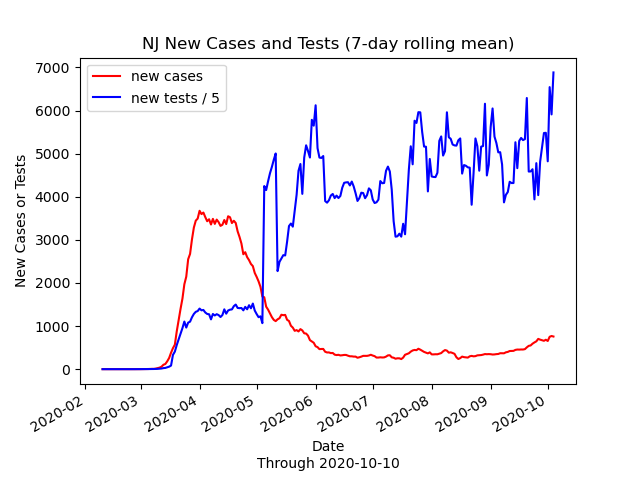 NJ New Cases and Tests (7-day rolling mean)
new cases
new tests / 5
New Cases or Tests
7000
6000
5000
4000
3000
2000
1000
0
2020-02
2020-03
2020-04
2020-05
2020-06
2020-07
2020-08
2020-09
2020-10
Date
Through 2020-10-10